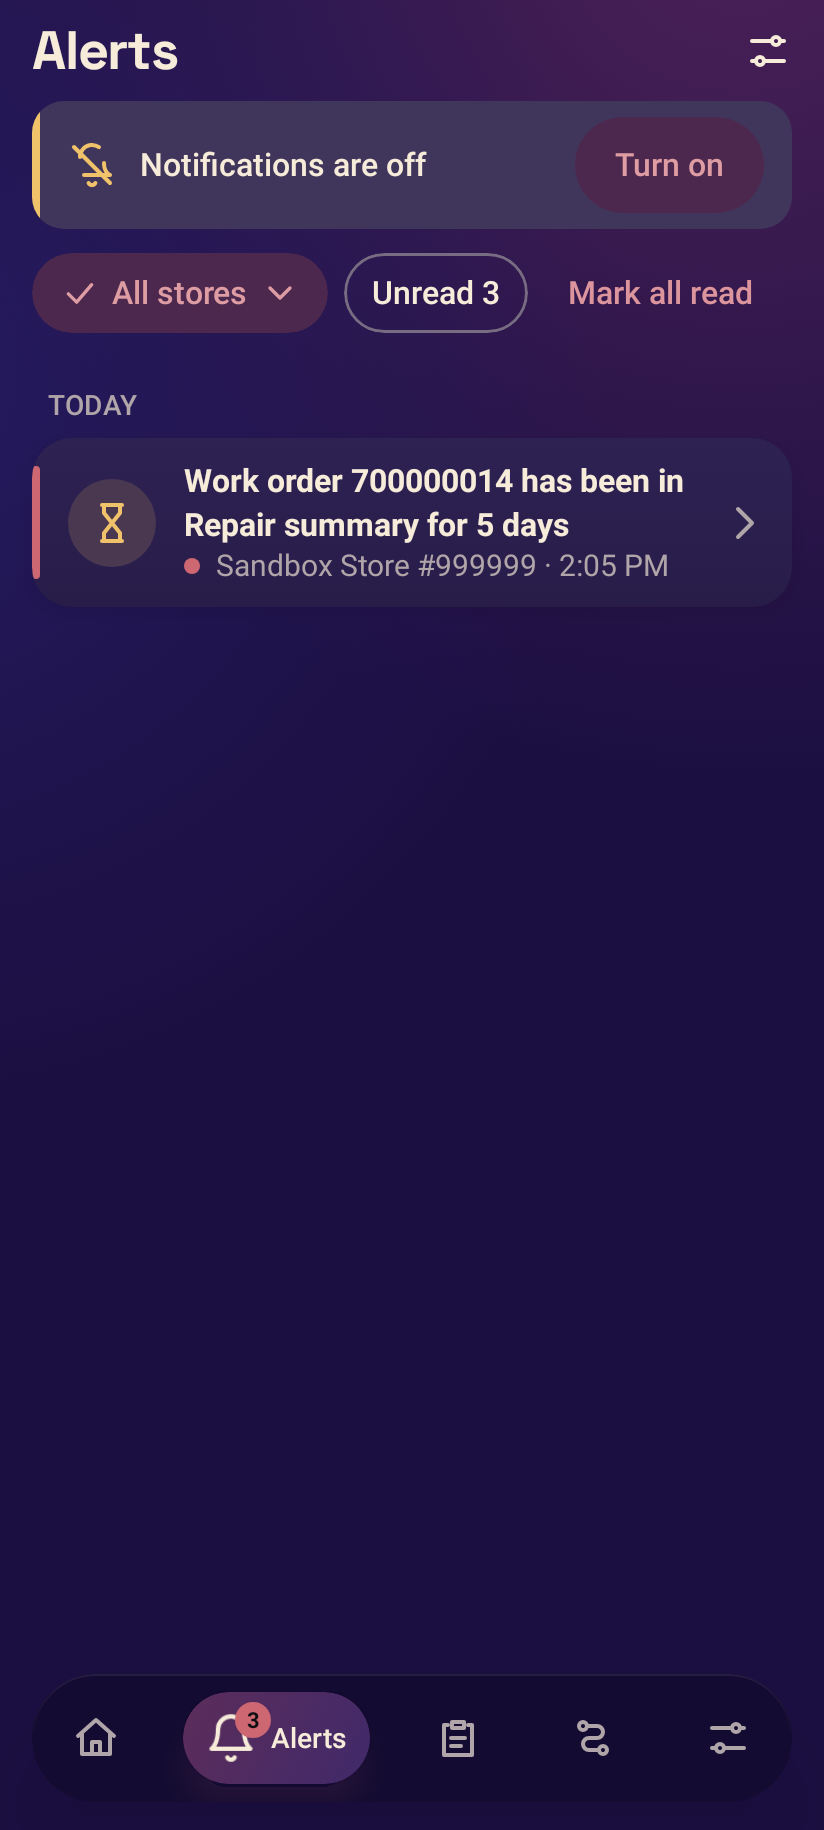 Alerts
Notifications are off
Turn on
All stores
Unread 3
Mark all read
TODAY
Work order 700000014 has been in
Repair summary for 5 days
Sandbox Store #999999 · 2:05 PM
3
Alerts